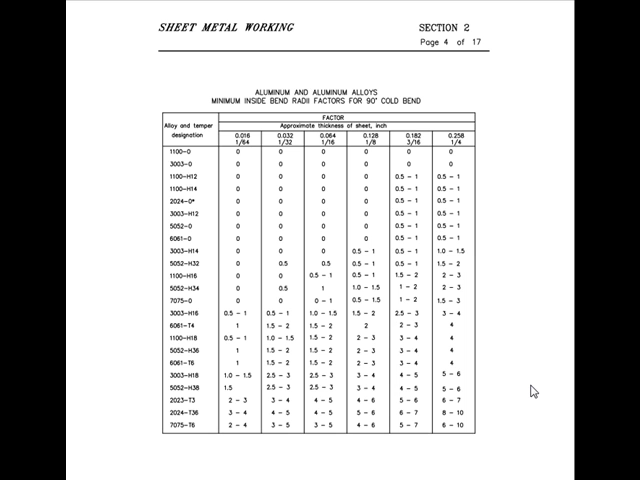 SHEET METAL WORKING SECTION 2
Page 4 of 17
ALUMINUM AND ALUMINUM ALLOYS
MINIMUM INSIDE BEND RADII FACTORS FOR 90° COLD BEND
FACTOR
Alloy and temper Approximate thickness of sheet, inch
designation 0.016 0.032 0.064 0.128 0.182 0.258
1/64 1/32 1/16 1/8 3/16 1/4
1100-0 0 0 0 0 0 0
3003-0 0 0 0 0 0 0
1100-H12 0 0 0 0 0.5 - 1 0.5 - 1
1100-H14 0 0 0 0 0.5 - 1 0.5 - 1
2024-0* 0 0 0 0 0.5 - 1 0.5 - 1
3003-H12 0 0 0 0 0.5 - 1 0.5 - 1
5052-0 0 0 0 0 0.5 - 1 0.5 - 1
6061-0 0 0 0 0 0.5 - 1 0.5 - 1
3003-H14 0 0 0 0.5 - 1 0.5 - 1 1.0 - 1.5
5052-H32 0 0.5 0.5 0.5 - 1 0.5 - 1 1.5 - 2
1100-H16 0 0 0.5 - 1 0.5 - 1 1.5 - 2 2 - 3
5052-H34 0 0.5 1 1.0 - 1.5 1 - 2 2 - 3
7075-0 0 0 0 - 1 0.5 - 1.5 1 - 2 1.5 - 3
3003-H16 0.5 - 1 0.5 - 1 1.0 - 1.5 1.5 - 2 2.5 - 3 3 - 4
6061-T4 1 1.5 - 2 1.5 - 2 2 2 - 3 4
1100-H18 0.5 - 1 1.0 - 1.5 1.5 - 2 2 - 3 3 - 4 4
5052-H36 1 1.5 - 2 1.5 - 2 2 - 3 3 - 4 4
6061-T6 1 1.5 - 2 1.5 - 2 2 - 3 3 - 4 4
3003-H18 1.0 - 1.5 2.5 - 3 2.5 - 3 3 - 4 4 - 5 5 - 6
5052-H38 1.5 2.5 - 3 2.5 - 3 3 - 4 4 - 5 5 - 6
2023-T3 2 - 3 3 - 4 4 - 5 4 - 6 5 - 6 6 - 7
2024-T36 3 - 4 4 - 5 4 - 5 5 - 6 6 - 7 8 - 10
7075-T6 2 - 4 3 - 5 3 - 5 4 - 6 5 - 7 6 - 10